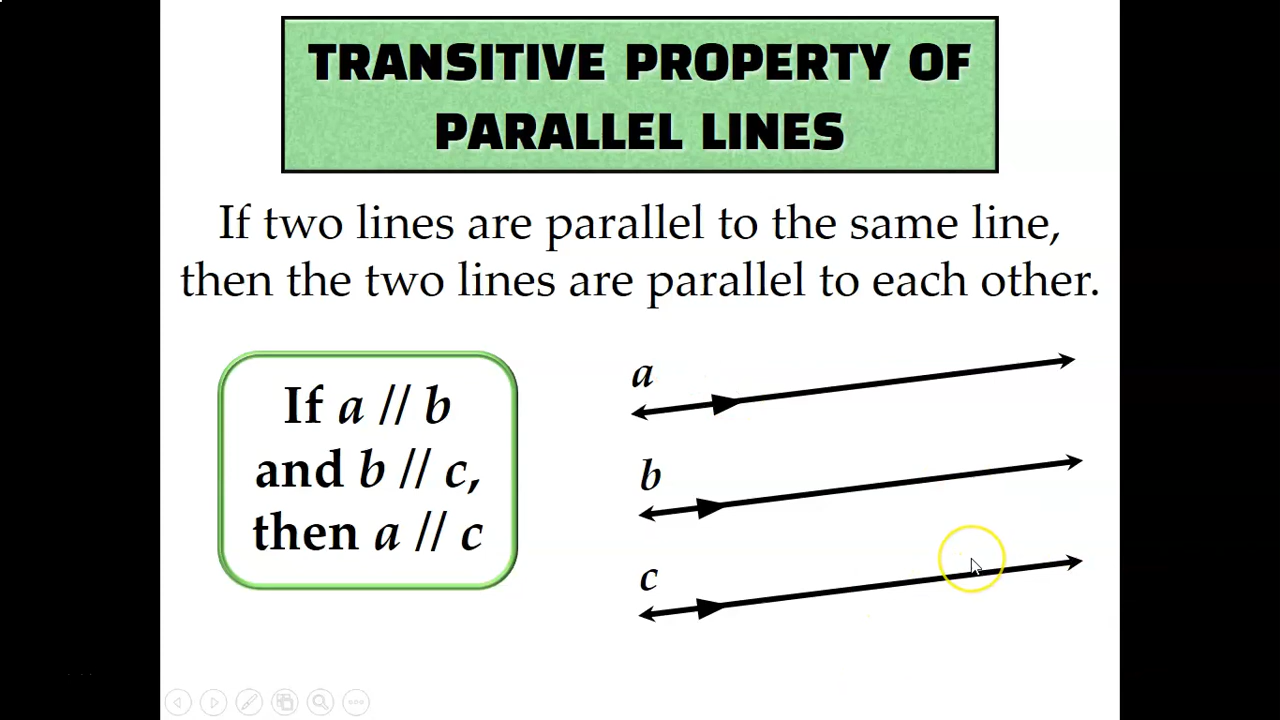 TRANSITIVE PROPERTY OF
PARALLEL LINES
If two lines are parallel to the same line,
then the two lines are parallel to each other.
If a // b
and b // c,
then a // c
a
b
c